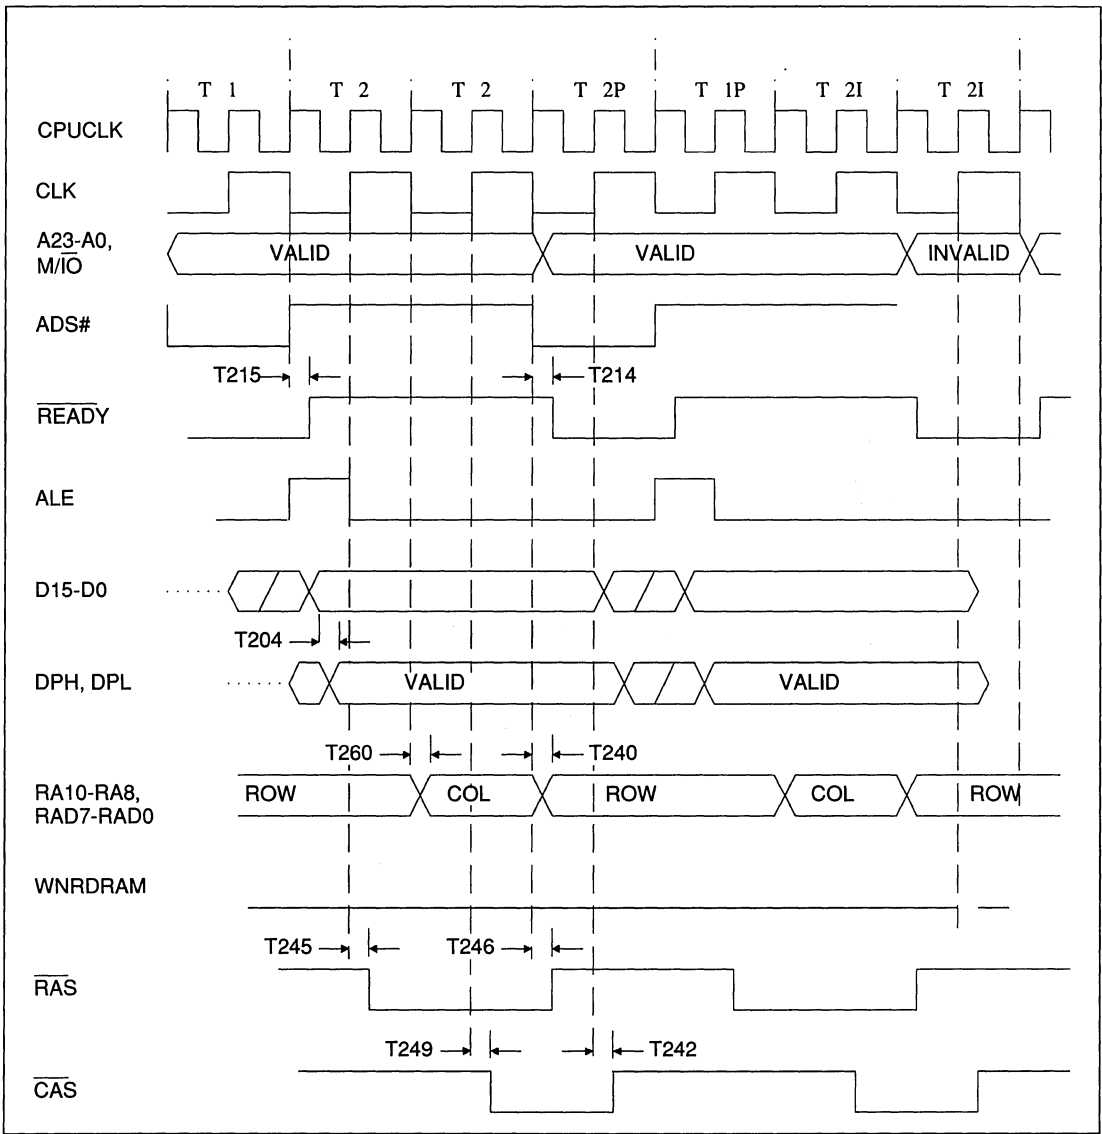 T 1 T 2 T 2 T 2P T 1P T 2I T 2I
CPUCLK
CLK
A23-A0,
M/IO
VALID VALID INVALID
ADS#
T215 T214
READY
ALE
D15-D0
T204
DPH, DPL VALID VALID
T260 T240
RA10-RA8,
RAD7-RAD0
ROW COL ROW COL ROW
WNRDRAM
T245 T246
RAS
T249 T242
CAS